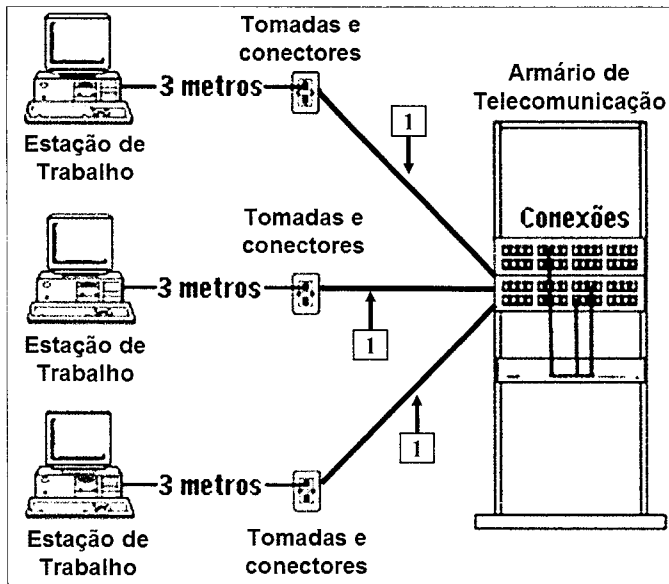 Tomadas e
conectores
Armário de
Telecomunicação
3 metros
1
Estação de
Trabalho
Conexões
Tomadas e
conectores
3 metros
1
Estação de
Trabalho
1
3 metros
Tomadas e
conectores
Estação de
Trabalho